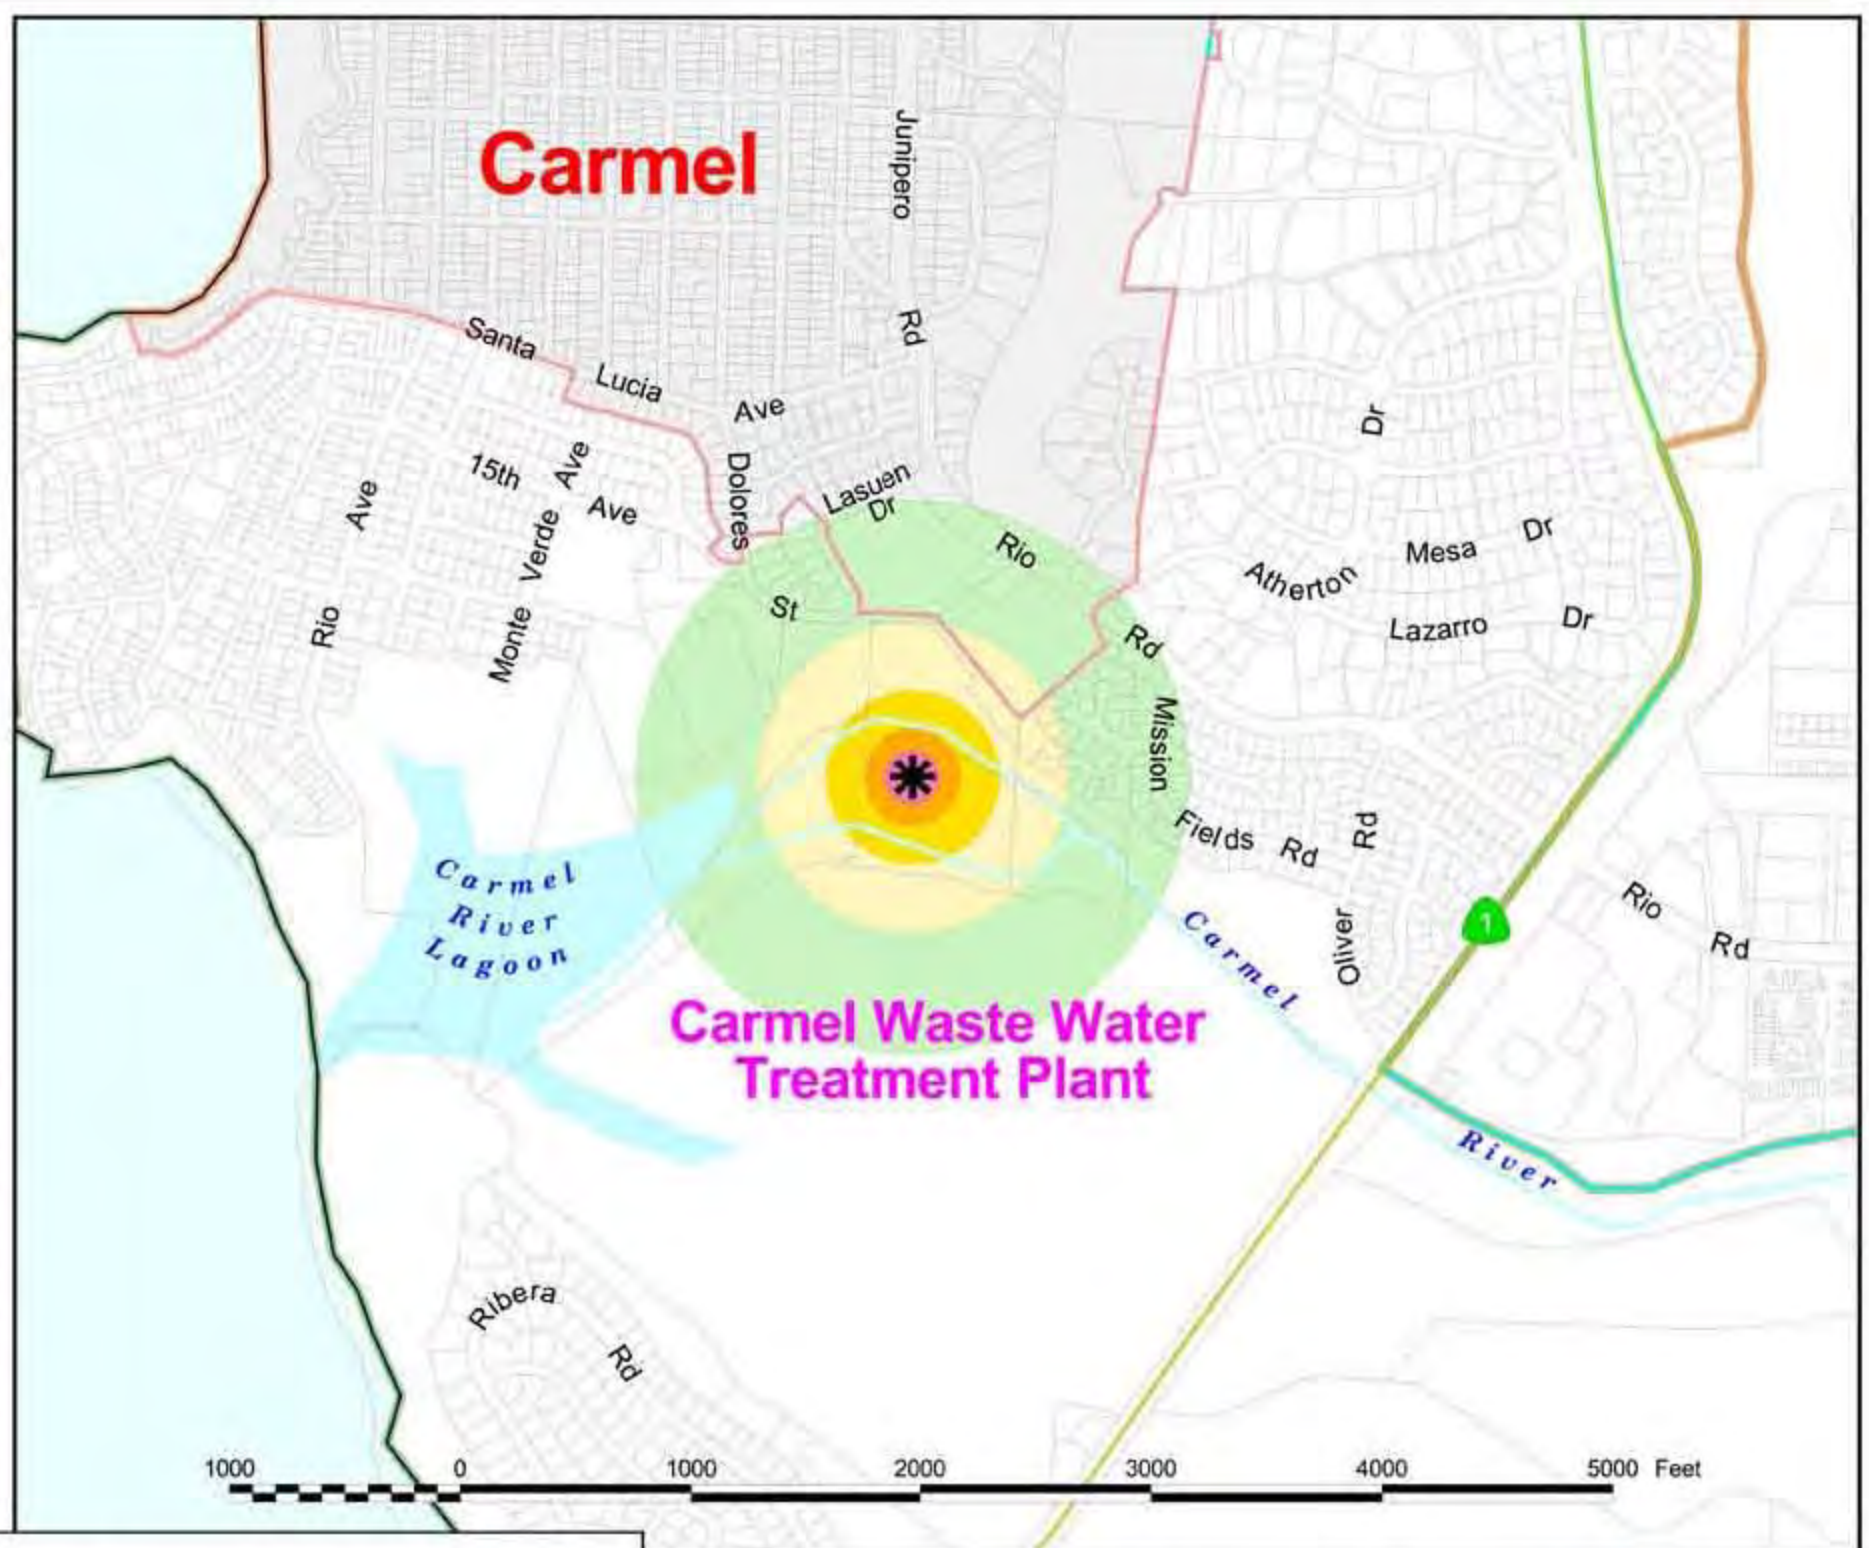 Carmel
Junipero
Rd
Santa
Lucia
Ave
Dolores
St
Lasuen
Dr
15th
Ave
Monte Verde Ave
Rio
Ave
Rio
Rd
Mission
Fields
Rd
Atherton
Dr
Mesa
Dr
Lazarro
Dr
Oliver
Rd
1
Rio
Rd
Carmel
River
Lagoon
Carmel
River
Carmel Waste Water
Treatment Plant
Ribera
Rd
1000 0 1000 2000 3000 4000 5000 Feet